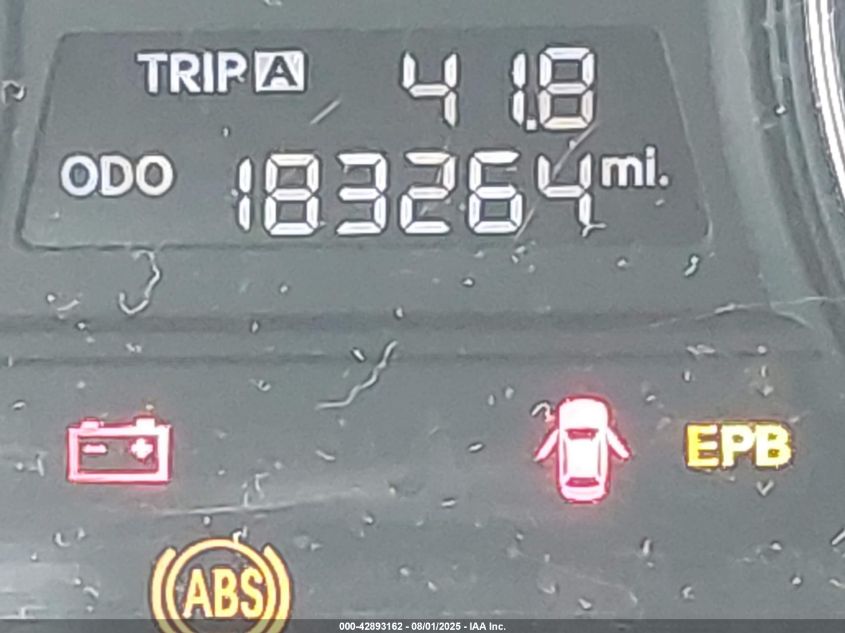 TRIP A 41.8
ODO 183264 mi.
EPB
ABS
000-42893162 - 08/01/2025 - IAA Inc.